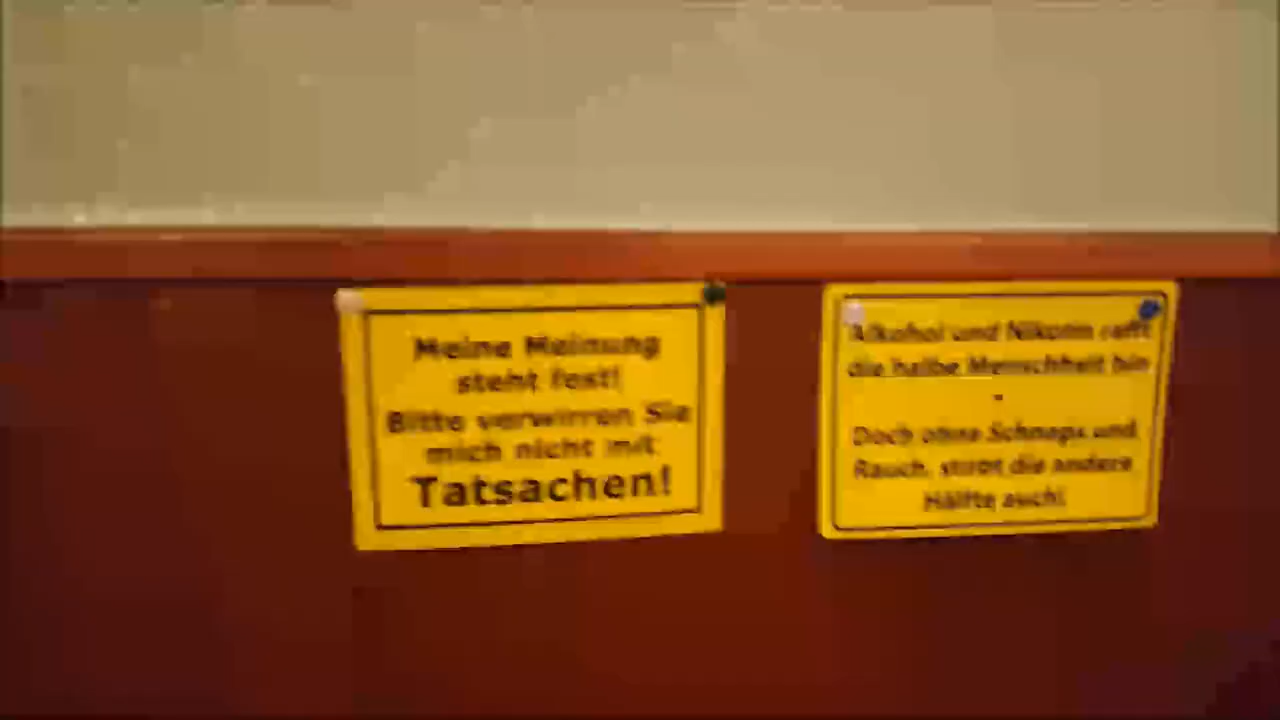 Meine Meinung
steht fest!
Bitte verwirren Sie
mich nicht mit
Tatsachen!
Alkohol und Nikotin rafft
die halbe Menschheit hin
-
Doch ohne Schnaps und
Rauch, stirbt die andere
Hälfte auch!